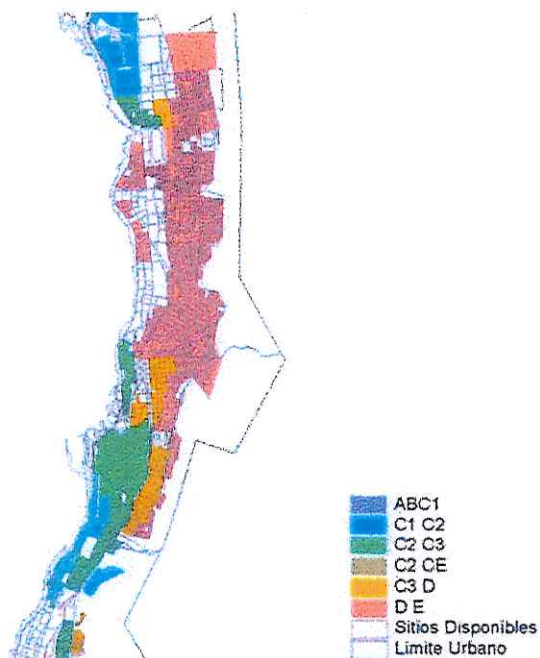 ABC1
C1 C2
C2 C3
C2 CE
C3 D
D E
Sitios Disponibles
Limite Urbano